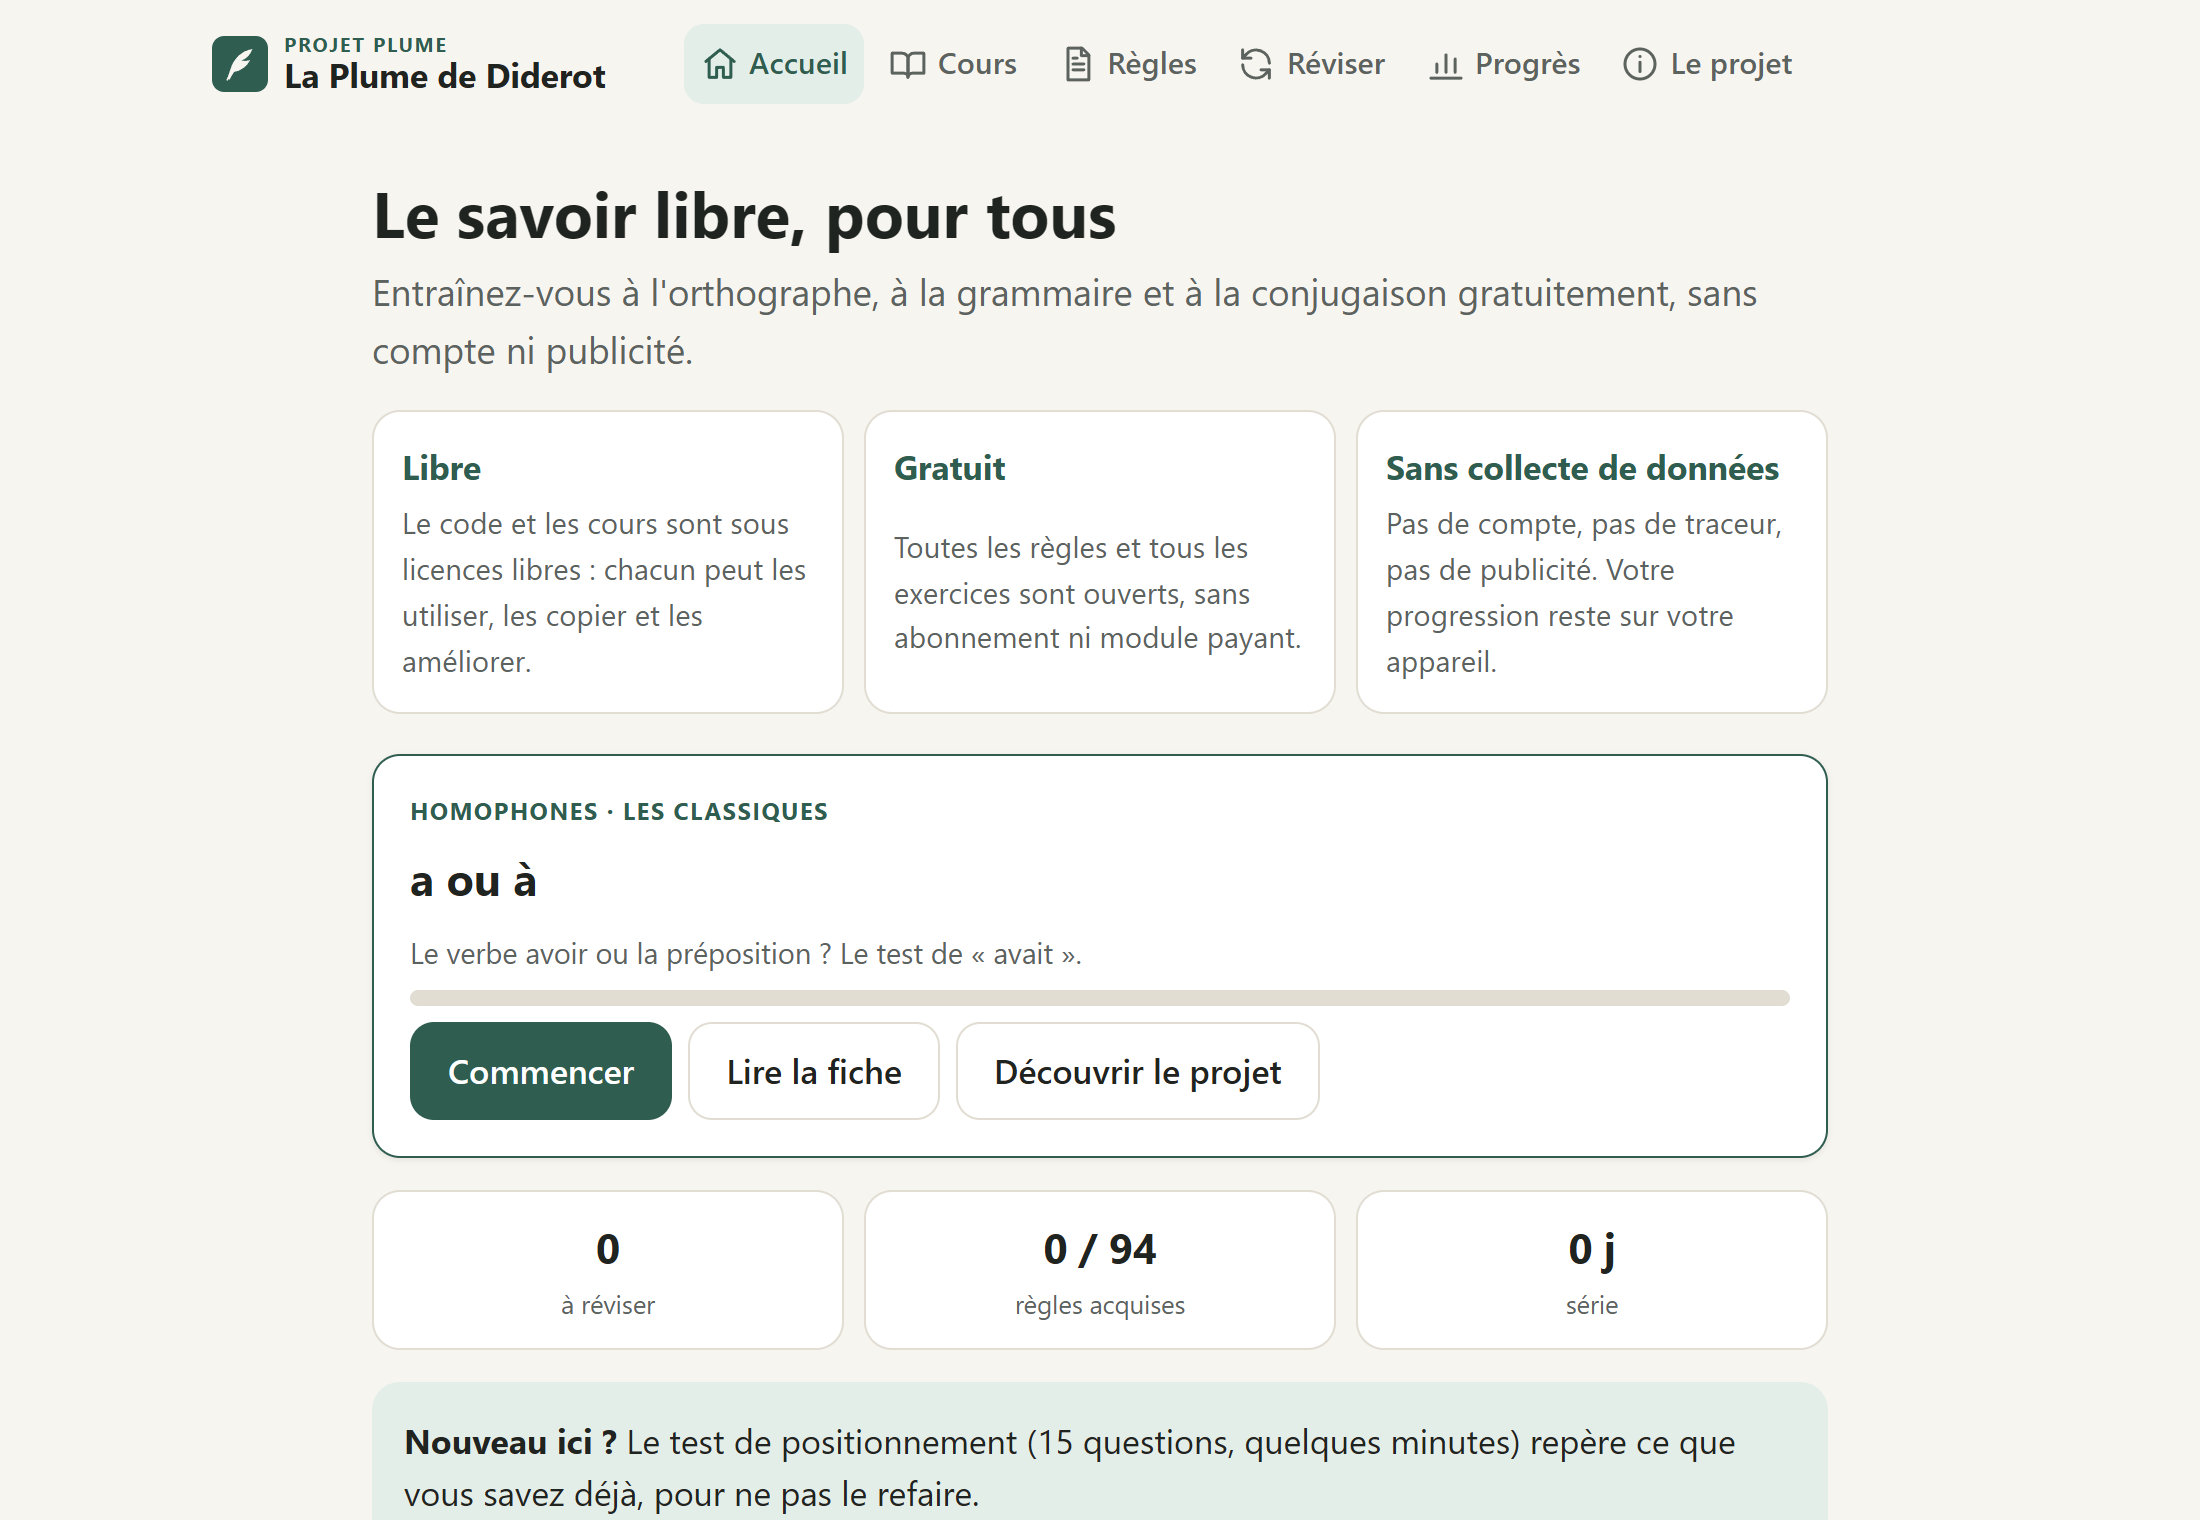 PROJET PLUME
La Plume de Diderot
Accueil
Cours
Règles
Réviser
Progrès
Le projet
Le savoir libre, pour tous
Entraînez-vous à l'orthographe, à la grammaire et à la conjugaison gratuitement, sans
compte ni publicité.
Libre
Le code et les cours sont sous
licences libres : chacun peut les
utiliser, les copier et les
améliorer.
Gratuit
Toutes les règles et tous les
exercices sont ouverts, sans
abonnement ni module payant.
Sans collecte de données
Pas de compte, pas de traceur,
pas de publicité. Votre
progression reste sur votre
appareil.
HOMOPHONES · LES CLASSIQUES
a ou à
Le verbe avoir ou la préposition ? Le test de « avait ».
Commencer
Lire la fiche
Découvrir le projet
0
à réviser
0 / 94
règles acquises
0 j
série
Nouveau ici ? Le test de positionnement (15 questions, quelques minutes) repère ce que
vous savez déjà, pour ne pas le refaire.